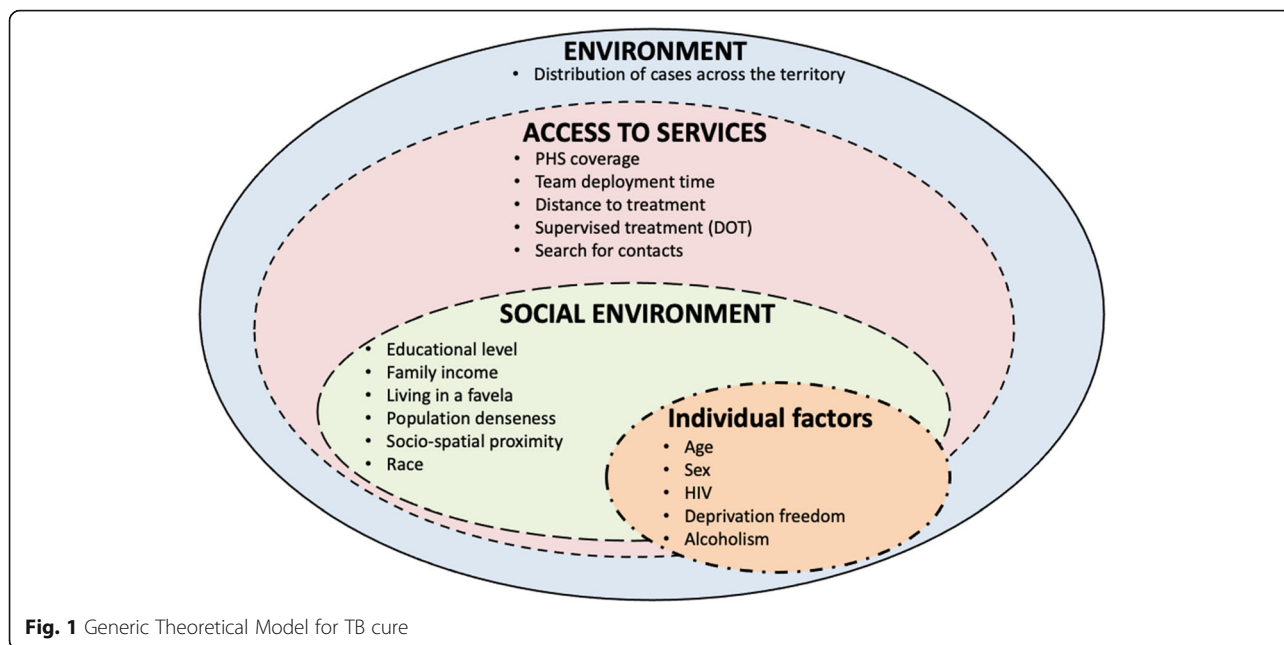 ENVIRONMENT
• Distribution of cases across the territory
ACCESS TO SERVICES
• PHS coverage
• Team deployment time
• Distance to treatment
• Supervised treatment (DOT)
• Search for contacts
SOCIAL ENVIRONMENT
• Educational level
• Family income
• Living in a favela
• Population denseness
• Socio-spatial proximity
• Race
Individual factors
• Age
• Sex
• HIV
• Deprivation freedom
• Alcoholism
Fig. 1 Generic Theoretical Model for TB cure